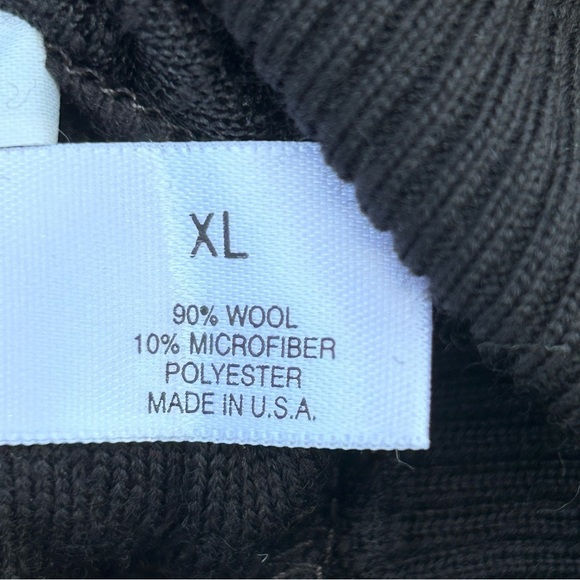 XL
90% WOOL
10% MICROFIBER
POLYESTER
MADE IN U.S.A.